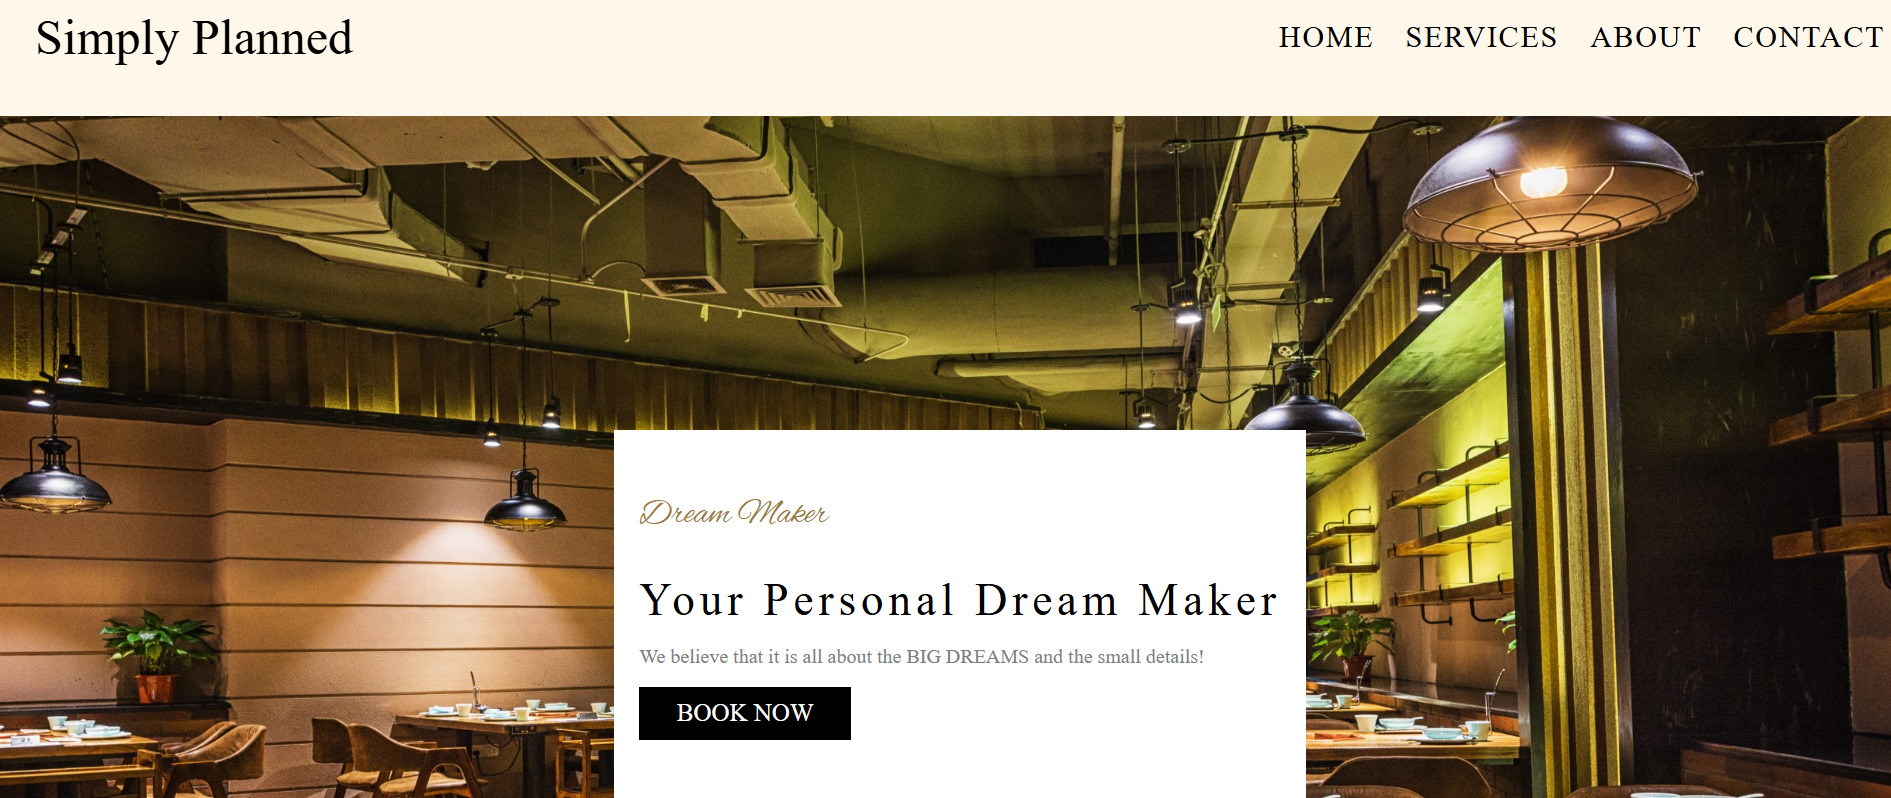 Simply Planned
HOME SERVICES ABOUT CONTACT
Dream Maker
Your Personal Dream Maker
We believe that it is all about the BIG DREAMS and the small details!
BOOK NOW